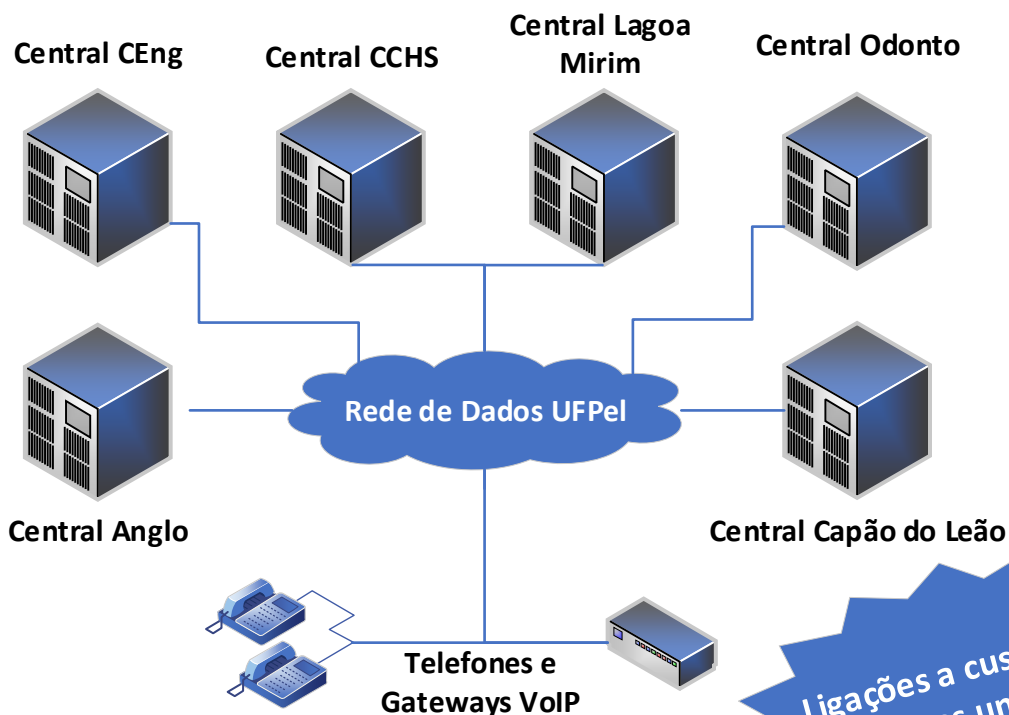 Central CEng
Central CCHS
Central Lagoa
Mirim
Central Odonto
Rede de Dados UFPel
Central Anglo
Central Capão do Leão
Telefones e
Gateways VoIP
Ligações a